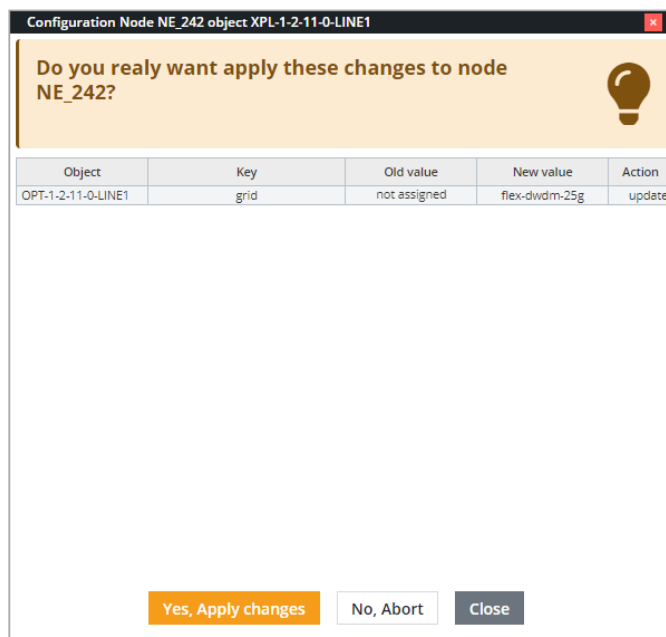 Configuration Node NE_242 object XPL-1-2-11-0-LINE1
Do you realy want apply these changes to node
NE_242?
Object Key Old value New value Action
OPT-1-2-11-0-LINE1 grid not assigned flex-dwdm-25g update
Yes, Apply changes No, Abort Close